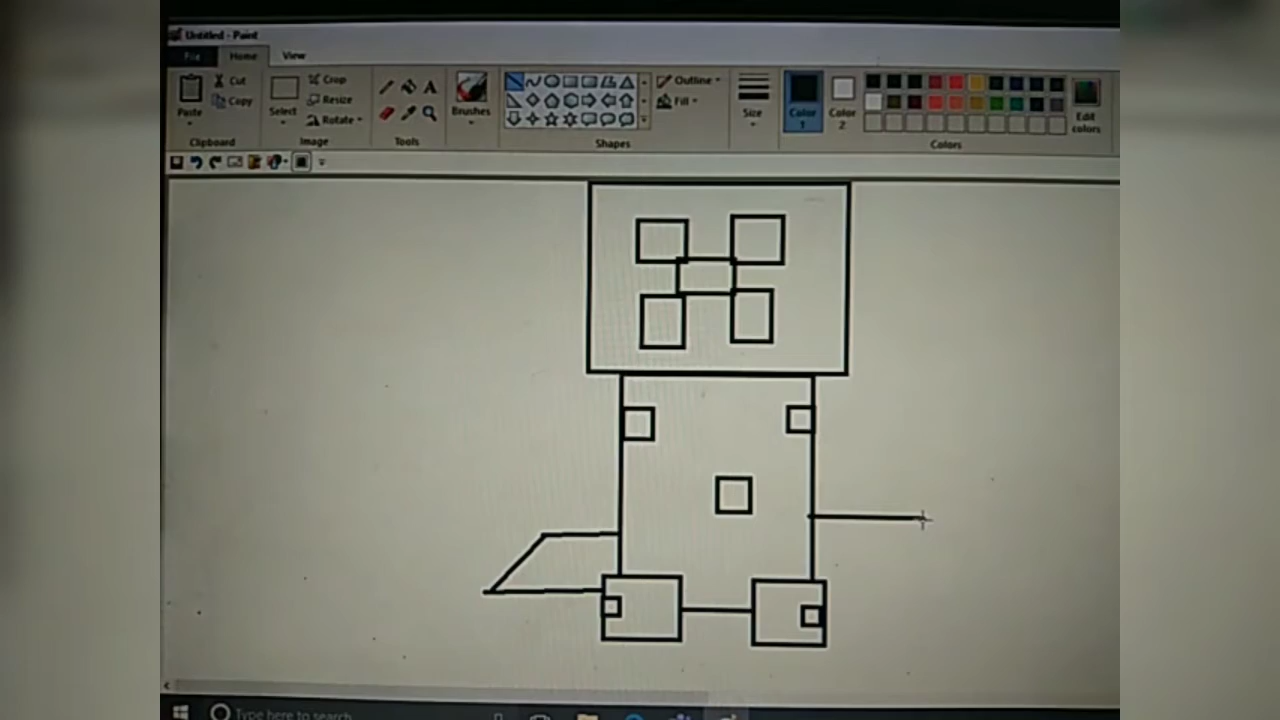 Untitled - Paint
File Home View
Paste Cut Copy Clipboard
Select Crop Resize Rotate Image
Tools
Brushes
Shapes Outline Fill
Size
Color 1
Color 2
Colors
Edit colors
Type here to search